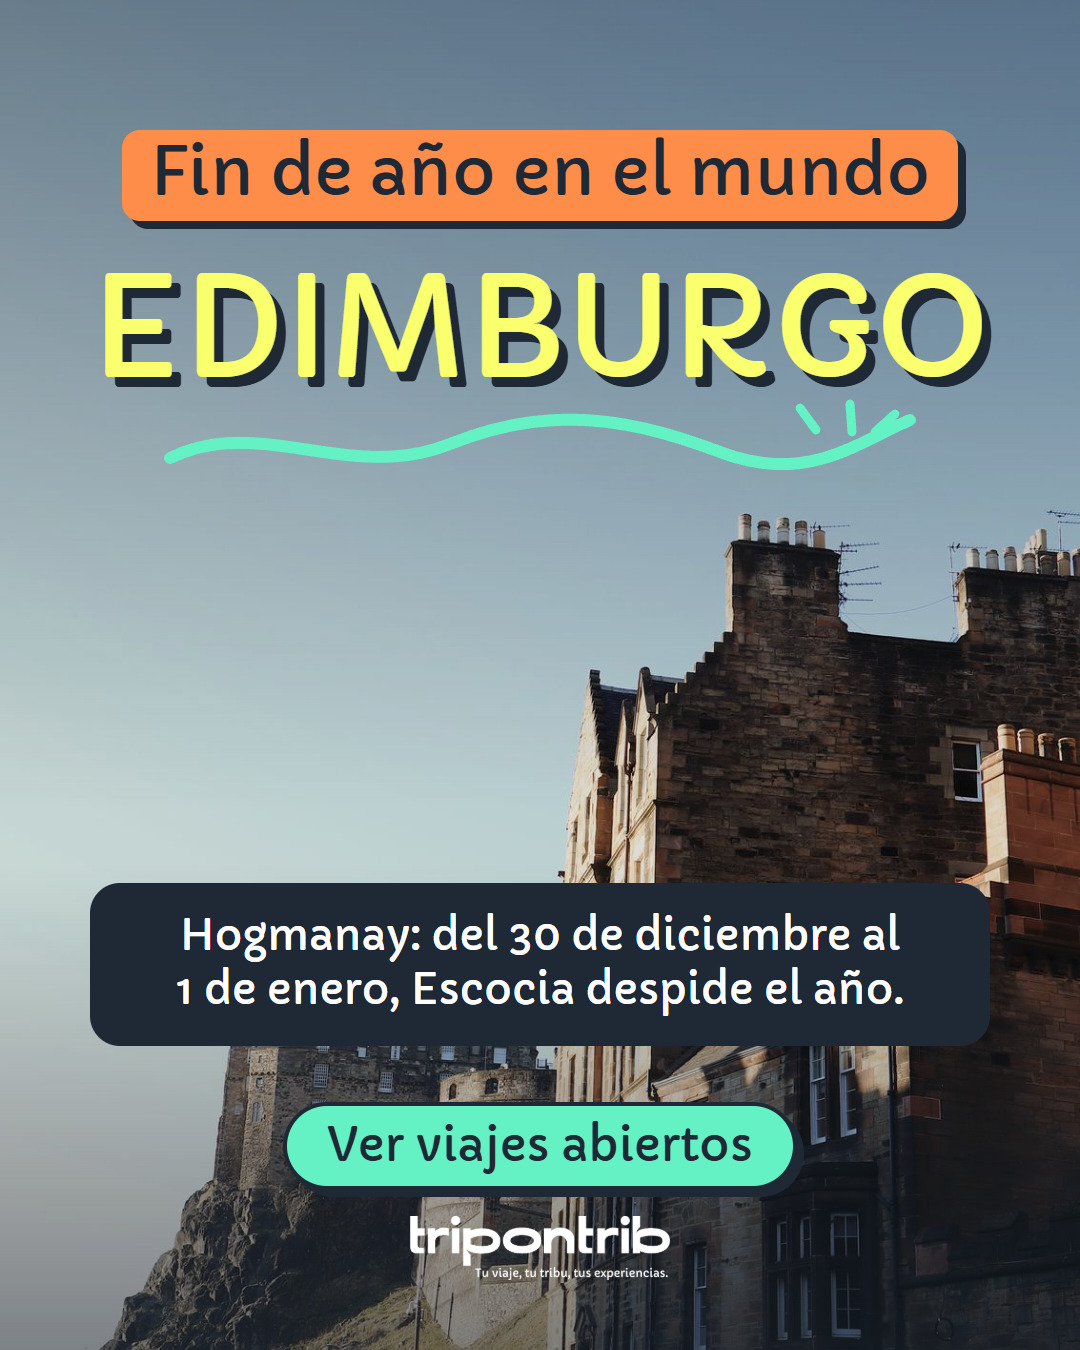 Fin de año en el mundo
EDIMBURGO
Hogmanay: del 30 de diciembre al
1 de enero, Escocia despide el año.
Ver viajes abiertos
tripontrib
Tu viaje, tu tribu, tus experiencias.